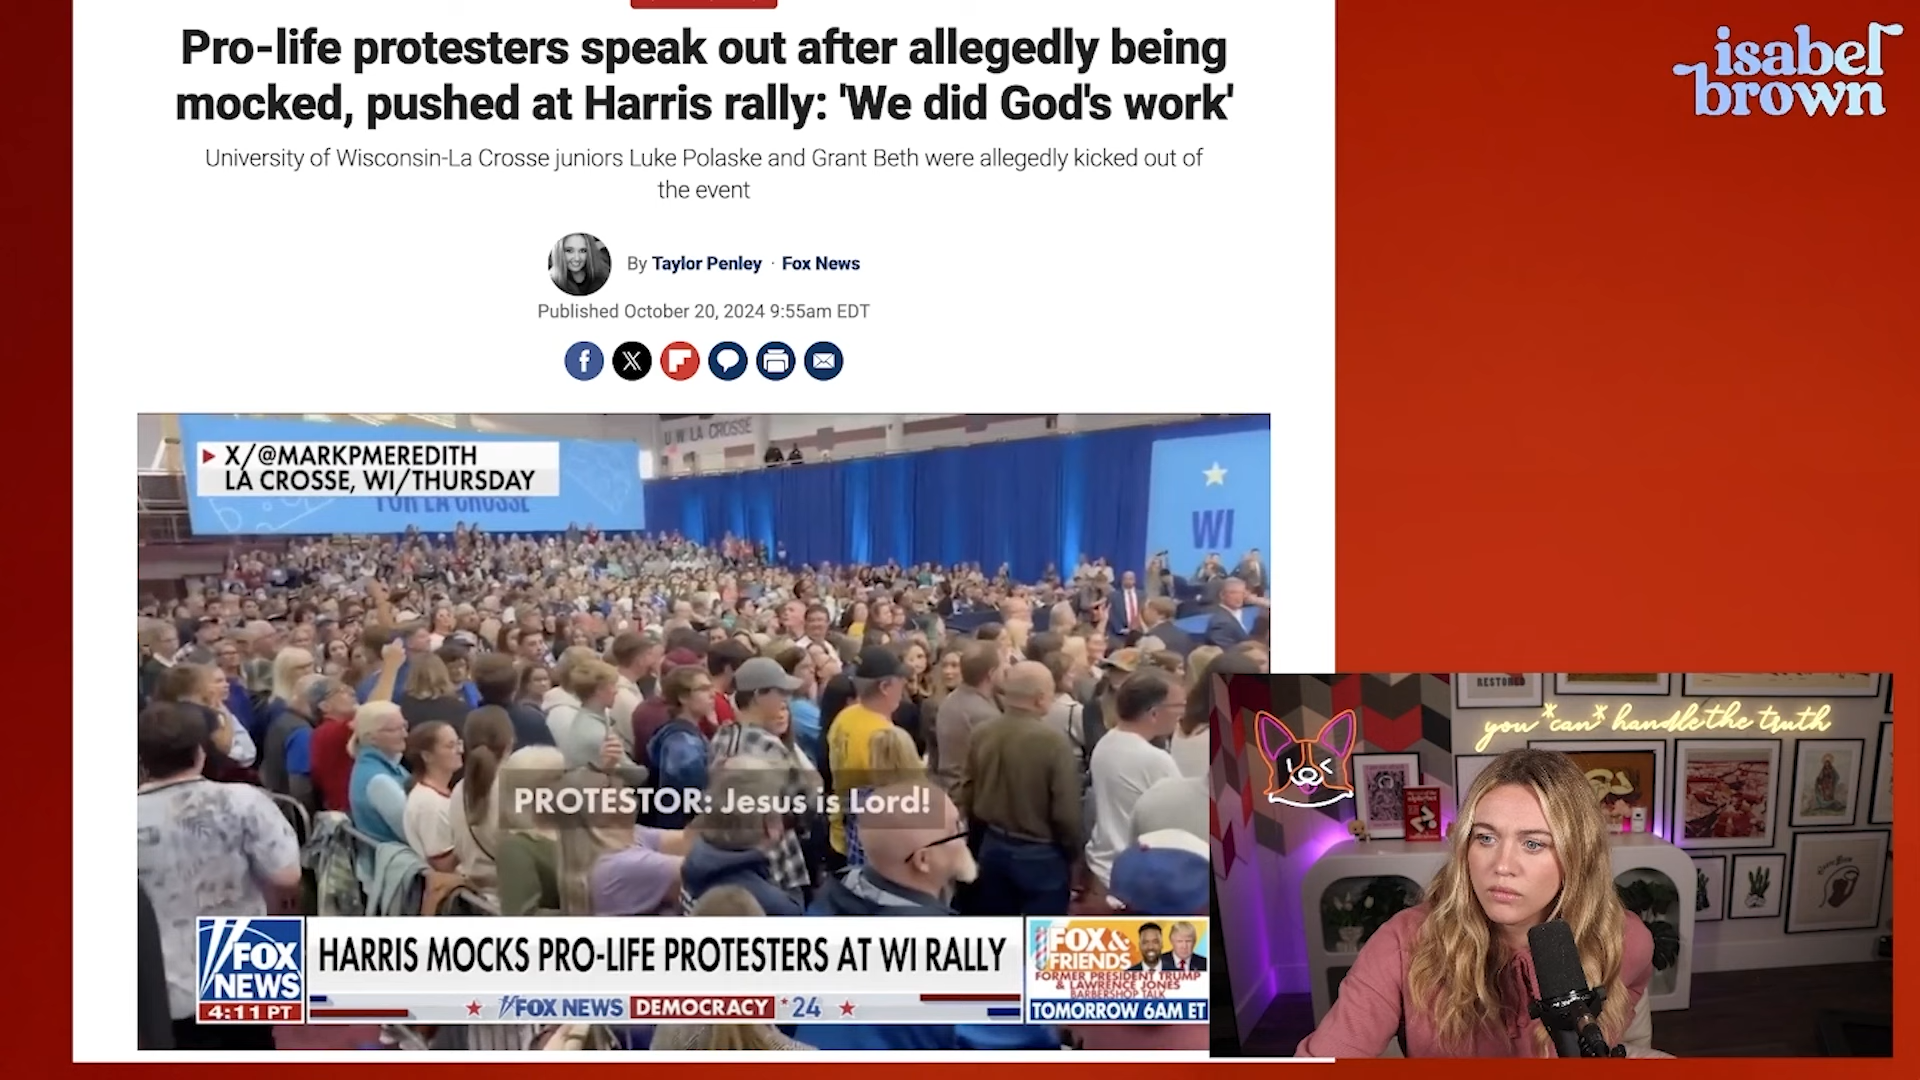 Pro-life protesters speak out after allegedly being
mocked, pushed at Harris rally: 'We did God's work'
University of Wisconsin-La Crosse juniors Luke Polaske and Grant Beth were allegedly kicked out of
the event
By Taylor Penley · Fox News
Published October 20, 2024 9:55am EDT
isabel
brown
U W LA CROSSE
X/@MARKPMEREDITH
LA CROSSE, WI/THURSDAY
FOR LA CROSSE
WI
PROTESTOR: Jesus is Lord!
FOX
NEWS
4:11 PT
HARRIS MOCKS PRO-LIFE PROTESTERS AT WI RALLY
FOX NEWS DEMOCRACY '24
FOX &
FRIENDS
FORMER PRESIDENT TRUMP
& LAWRENCE JONES
BARBERSHOP TALK
TOMORROW 6AM ET
RESTORED
you *can* handle the truth